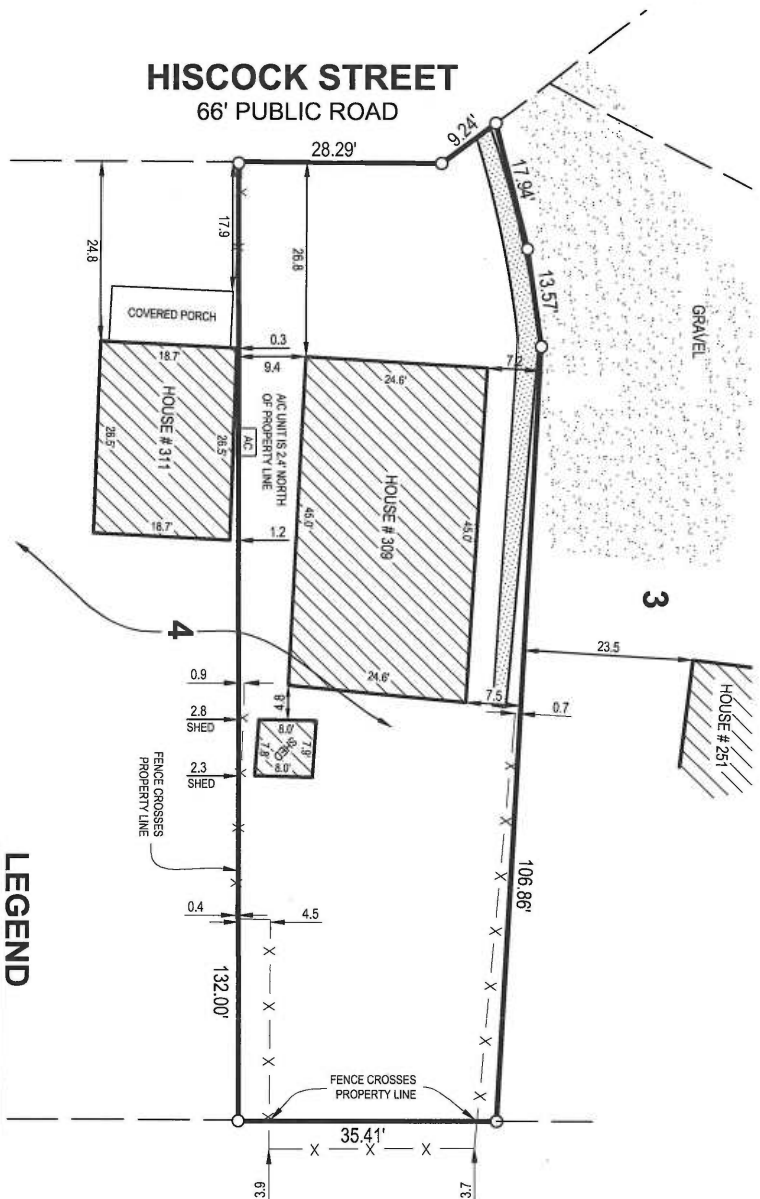 HISCOCK STREET
66' PUBLIC ROAD
28.29'
9.24'
17.94'
13.57'
24.8
17.9
26.8
GRAVEL
COVERED PORCH
0.3
9.4
7.2
18.7'
HOUSE # 311
26.5'
26.5'
18.7'
AC
A/C UNIT IS 2.4' NORTH
OF PROPERTY LINE
24.6'
HOUSE # 309
45.0'
45.0'
24.6'
1.2
3
4
23.5
HOUSE # 251
0.9
4.8
7.5
0.7
2.8
SHED
2.3
SHED
8.0'
7.9'
SHED
7.8'
8.0'
FENCE CROSSES
PROPERTY LINE
106.86'
0.4
4.5
132.00'
LEGEND
FENCE CROSSES
PROPERTY LINE
35.41'
3.9
3.7
X X X